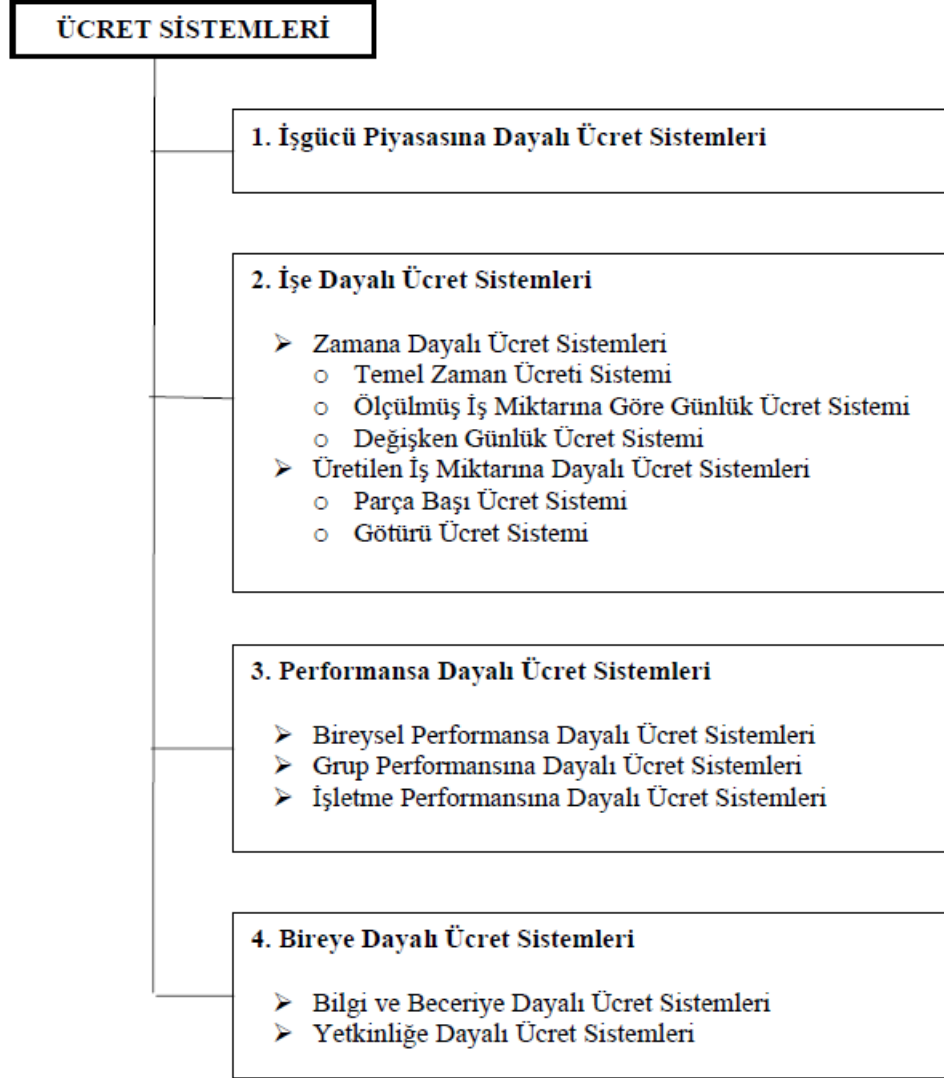 ÜCRET SİSTEMLERİ
1. İşgücü Piyasasına Dayalı Ücret Sistemleri
2. İşe Dayalı Ücret Sistemleri
➢ Zamana Dayalı Ücret Sistemleri
o Temel Zaman Ücreti Sistemi
o Ölçülmüş İş Miktarına Göre Günlük Ücret Sistemi
o Değişken Günlük Ücret Sistemi
➢ Üretilen İş Miktarına Dayalı Ücret Sistemleri
o Parça Başı Ücret Sistemi
o Götürü Ücret Sistemi
3. Performansa Dayalı Ücret Sistemleri
➢ Bireysel Performansa Dayalı Ücret Sistemleri
➢ Grup Performansına Dayalı Ücret Sistemleri
➢ İşletme Performansına Dayalı Ücret Sistemleri
4. Bireye Dayalı Ücret Sistemleri
➢ Bilgi ve Beceriye Dayalı Ücret Sistemleri
➢ Yetkinliğe Dayalı Ücret Sistemleri